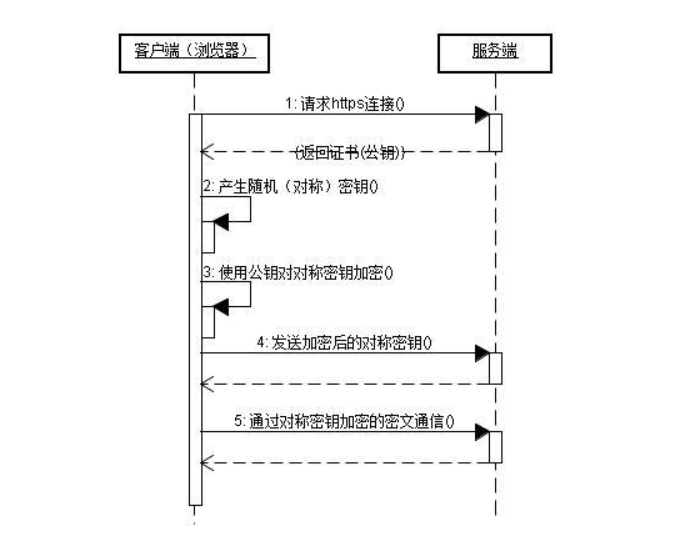 客户端（浏览器）
服务端
1: 请求https连接()
(返回证书(公钥))
2: 产生随机（对称）密钥()
3: 使用公钥对对称密钥加密()
4: 发送加密后的对称密钥()
5: 通过对称密钥加密的密文通信()